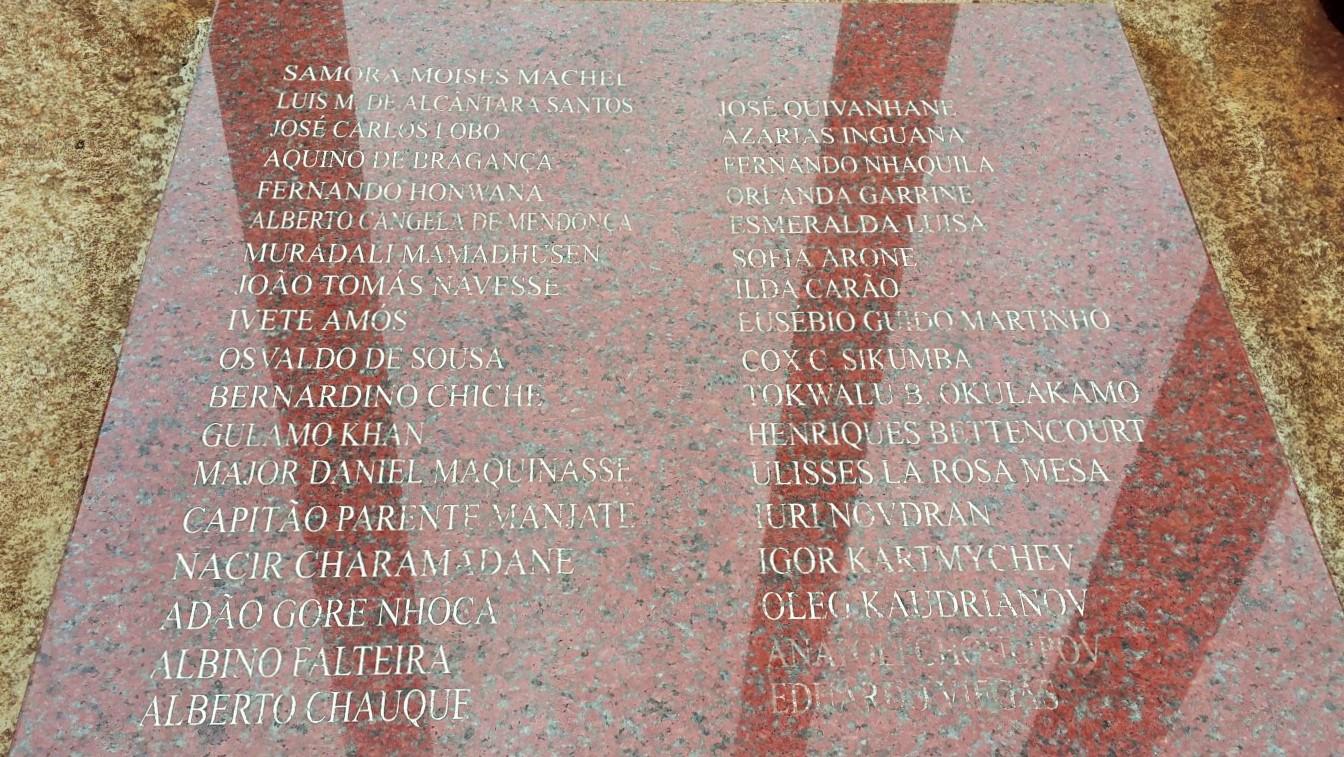 SAMORA MOISES MACHEL
LUIS M. DE ALCÂNTARA SANTOS
JOSÉ CARLOS LOBO
AQUINO DE BRAGANÇA
FERNANDO HONWANA
ALBERTO CANGELA DE MENDONÇA
MURADALI MAMADHUSEN
JOÃO TOMÁS NAVESSE
IVETE AMOS
OSVALDO DE SOUSA
BERNARDINO CHICHE
GULAMO KHAN
MAJOR DANIEL MAQUINASSE
CAPITÃO PARENTE MANJATE
NACIR CHARAMADANE
ADÃO GORE NHOCA
ALBINO FALTEIRA
ALBERTO CHAUQUE
JOSÉ QUIVANHANE
AZARIAS INGUANA
FERNANDO NHAQUILA
ORLANDA GARRINE
ESMERALDA LUISA
SOFIA ARONE
ILDA CARÃO
EUSÉBIO GUIDO MARTINHO
COX C. SIKUMBA
TOKWALU B. OKULAKAMO
HENRIQUES BETTENCOURT
ULISSES LA ROSA MESA
IURI NOVDRAN
IGOR KARTMYCHEV
OLEG KAUDRIANOV
ANATOLI
EDUARDO VIEGAS